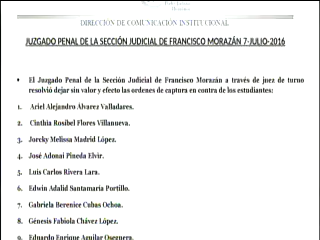 DIRECCION DE COMUNICACION INSTITUCIONAL
JUZGADO PENAL DE LA SECCIÓN JUDICIAL DE FRANCISCO MORAZÁN 7-JULIO-2016
• El Juzgado Penal de la Sección Judicial de Francisco Morazán a través de juez de turno
resolvió dejar sin valor y efecto las ordenes de captura en contra de los estudiantes:
1. Ariel Alejandro Álvarez Valladares.
2. Cinthia Rosibel Flores Villanueva.
3. Joreky Melissa Madrid López.
4. José Adonai Pineda Elvir.
5. Luis Carlos Rivera Lara.
6. Edwin Adalid Santamaría Portillo.
7. Gabriela Berenice Cubas Ochoa.
8. Génesis Fabiola Chávez López.
9. Eduardo Enrique Aguilar